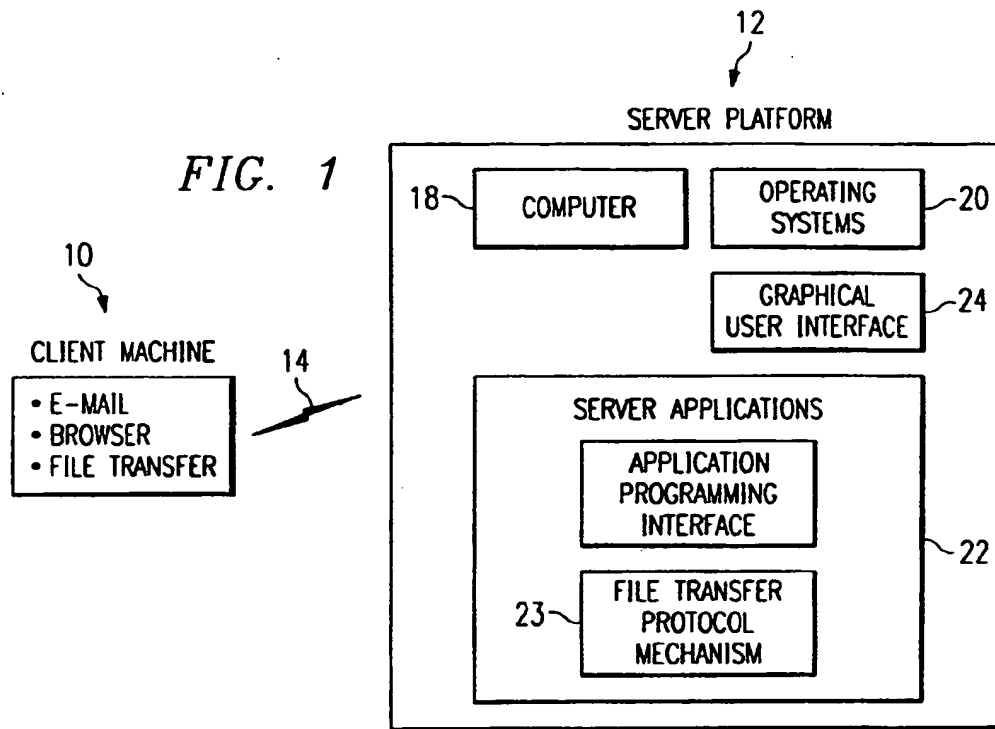 12
SERVER PLATFORM
FIG. 1
18
COMPUTER
OPERATING
SYSTEMS
20
10
GRAPHICAL
USER INTERFACE
24
CLIENT MACHINE
14
• E-MAIL
• BROWSER
• FILE TRANSFER
SERVER APPLICATIONS
APPLICATION
PROGRAMMING
INTERFACE
22
23
FILE TRANSFER
PROTOCOL
MECHANISM